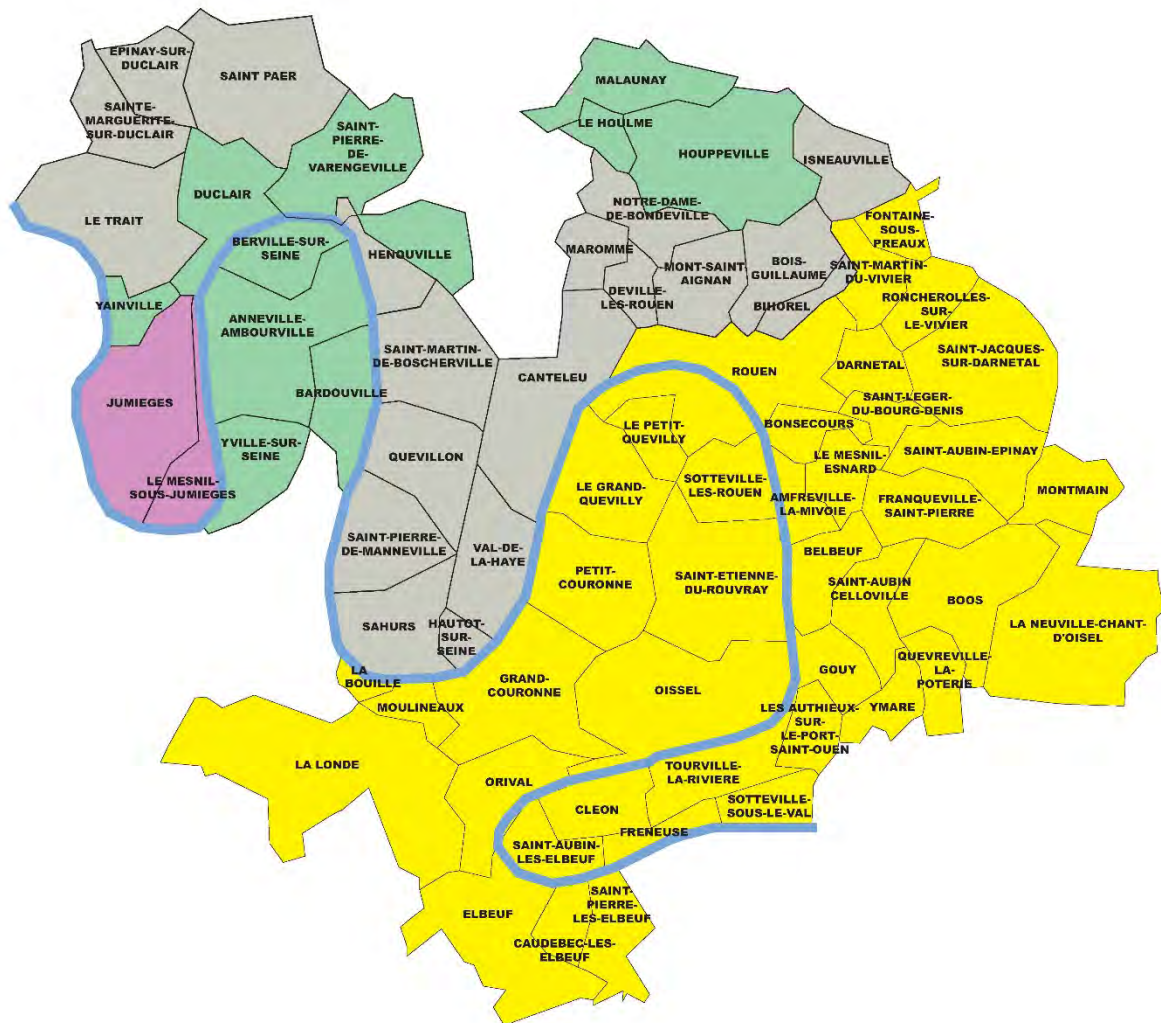 EPINAY-SUR-
DUCLAIR
SAINT PAER
SAINTE-
MARGUERITE-
SUR-DUCLAIR
SAINT-
PIERRE-
DE-
VARENGEVILLE
MALAUNAY
LE HOULME
HOUPPEVILLE
ISNEAUVILLE
DUCLAIR
LE TRAIT
NOTRE-DAME-
DE-BONDEVILLE
FONTAINE-
SOUS-
PREAUX
BERVILLE-SUR-
SEINE
HENOUVILLE
MAROMME
MONT-SAINT
AIGNAN
BOIS-
GUILLAUME
SAINT-MARTIN-
DU-VIVIER
YAINVILLE
DEVILLE-
LES-ROUEN
BIHOREL
RONCHEROLLES-
SUR-
LE-VIVIER
ANNEVILLE-
AMBOURVILLE
SAINT-MARTIN-
DE-BOSCHERVILLE
CANTELEU
ROUEN
DARNETAL
SAINT-JACQUES-
SUR-DARNETAL
JUMIEGES
BARDOUVILLE
SAINT-LEGER-
DU-BOURG-DENIS
LE PETIT-
QUEVILLY
BONSECOURS
YVILLE-SUR-
SEINE
QUEVILLON
LE MESNIL-
ESNARD
SAINT-AUBIN-EPINAY
LE MESNIL-
SOUS-JUMIEGES
LE GRAND-
QUEVILLY
SOTTEVILLE-
LES-ROUEN
AMFREVILLE-
LA-MIVOIE
FRANQUEVILLE-
SAINT-PIERRE
MONTMAIN
SAINT-PIERRE-
DE-MANNEVILLE
VAL-DE-
LA-HAYE
BELBEUF
PETIT-
COURONNE
SAINT-ETIENNE-
DU-ROUVRAY
SAINT-AUBIN
CELLOVILLE
BOOS
SAHURS
HAUTOT-
SUR-
SEINE
LA NEUVILLE-CHANT-
D'OISEL
LA
BOUILLE
GRAND-
COURONNE
OISSEL
GOUY
QUEVREVILLE-
LA-
POTERIE
MOULINEAUX
LES AUTHIEUX-
SUR-
LE-PORT-
SAINT-OUEN
YMARE
LA LONDE
ORIVAL
TOURVILLE-
LA-RIVIERE
CLEON
SOTTEVILLE-
SOUS-LE-VAL
FRENEUSE
SAINT-AUBIN-
LES-ELBEUF
ELBEUF
SAINT-
PIERRE-
LES-ELBEUF
CAUDEBEC-LES-
ELBEUF